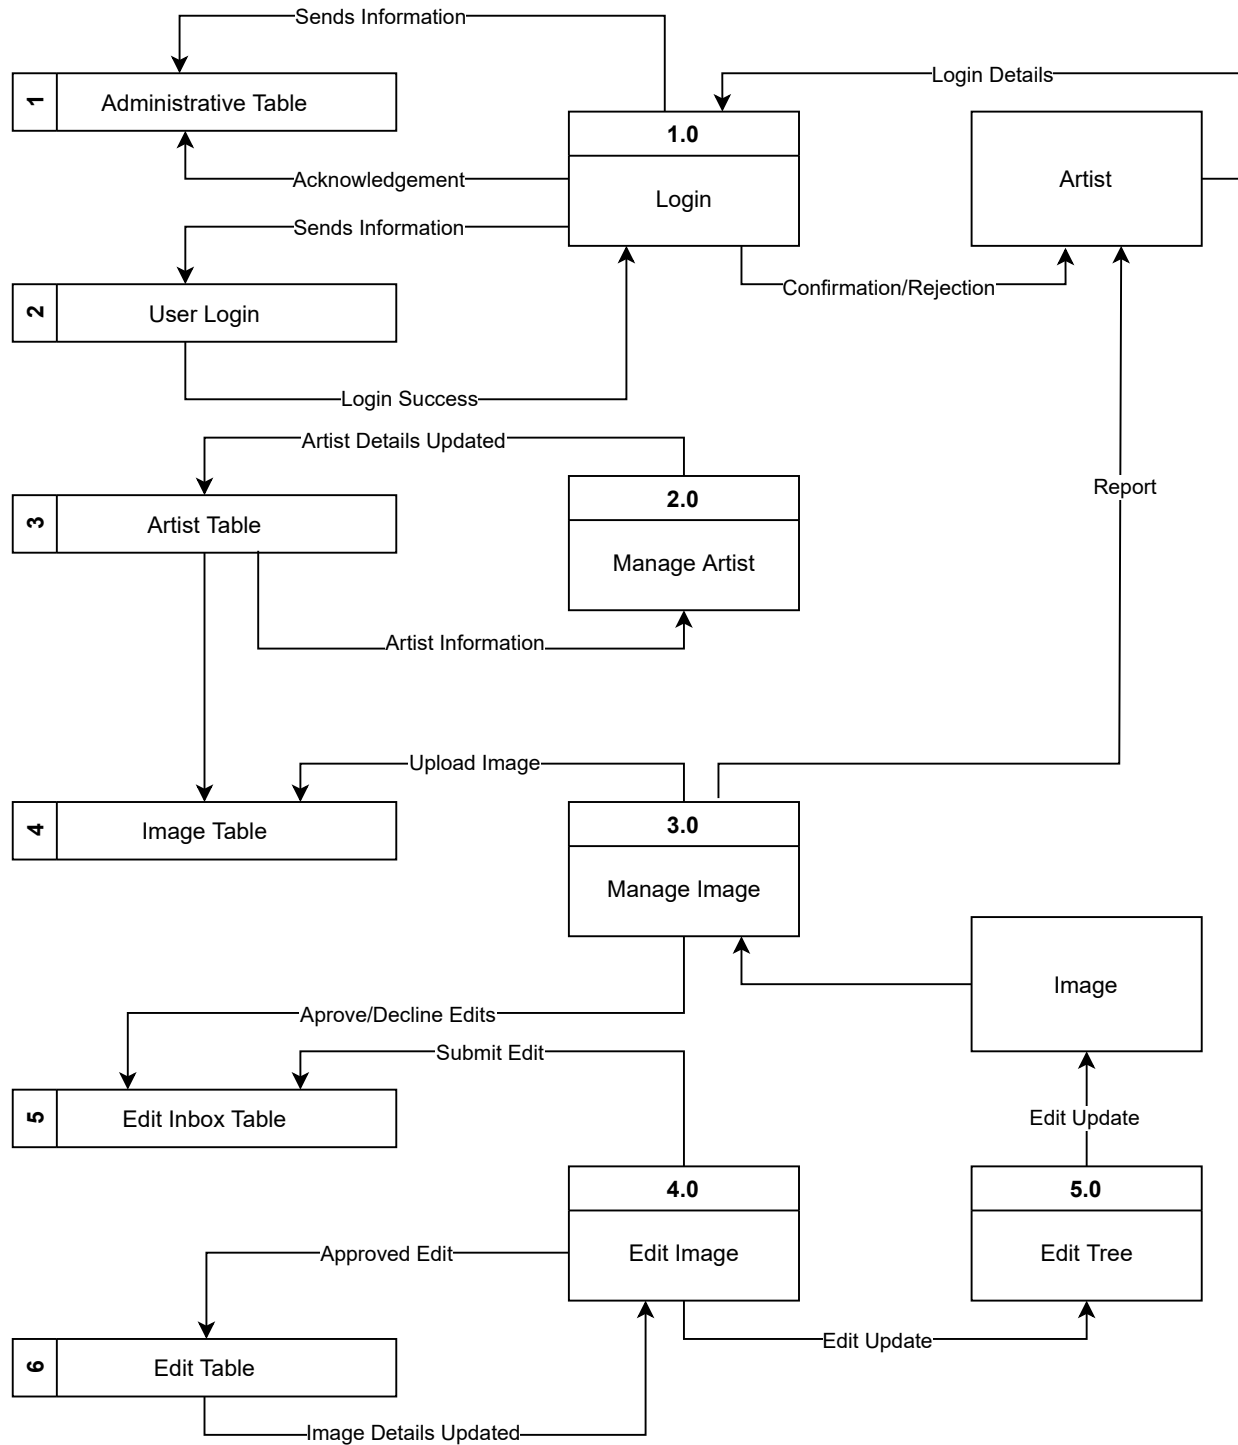 Sends Information
Login Details
1
Administrative Table
1.0
Login
Artist
Acknowledgement
Sends Information
Confirmation/Rejection
2
User Login
Login Success
Artist Details Updated
Report
3
Artist Table
2.0
Manage Artist
Artist Information
Upload Image
4
Image Table
3.0
Manage Image
Image
Aprove/Decline Edits
Submit Edit
5
Edit Inbox Table
Edit Update
4.0
Edit Image
5.0
Edit Tree
Approved Edit
Edit Update
6
Edit Table
Image Details Updated